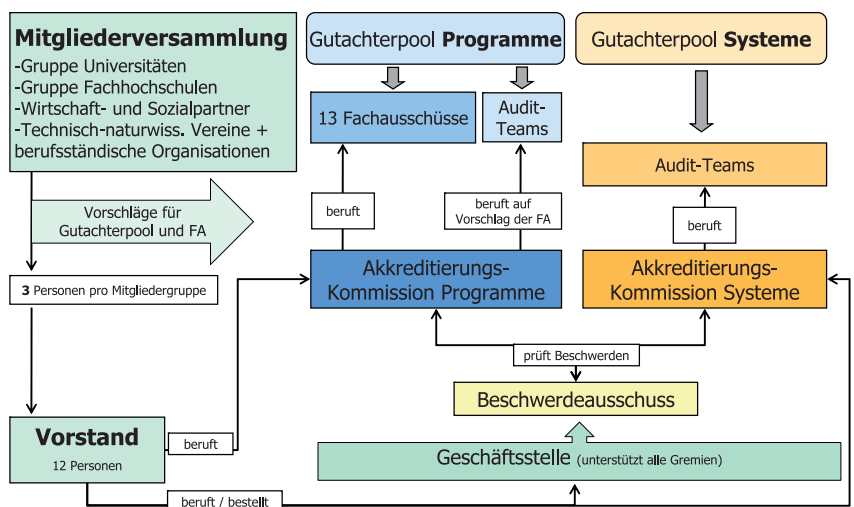 Mitgliederversammlung
-Gruppe Universitäten
-Gruppe Fachhochschulen
-Wirtschaft- und Sozialpartner
-Technisch-naturwiss. Vereine +
berufsständische Organisationen
Gutachterpool Programme
Gutachterpool Systeme
13 Fachausschüsse
Audit-
Teams
Audit-Teams
Vorschläge für
Gutachterpool und FA
beruft
beruft auf
Vorschlag der FA
beruft
3 Personen pro Mitgliedergruppe
Akkreditierungs-
Kommission Programme
Akkreditierungs-
Kommission Systeme
prüft Beschwerden
Beschwerdeausschuss
Vorstand
12 Personen
beruft
Geschäftsstelle (unterstützt alle Gremien)
beruft / bestellt